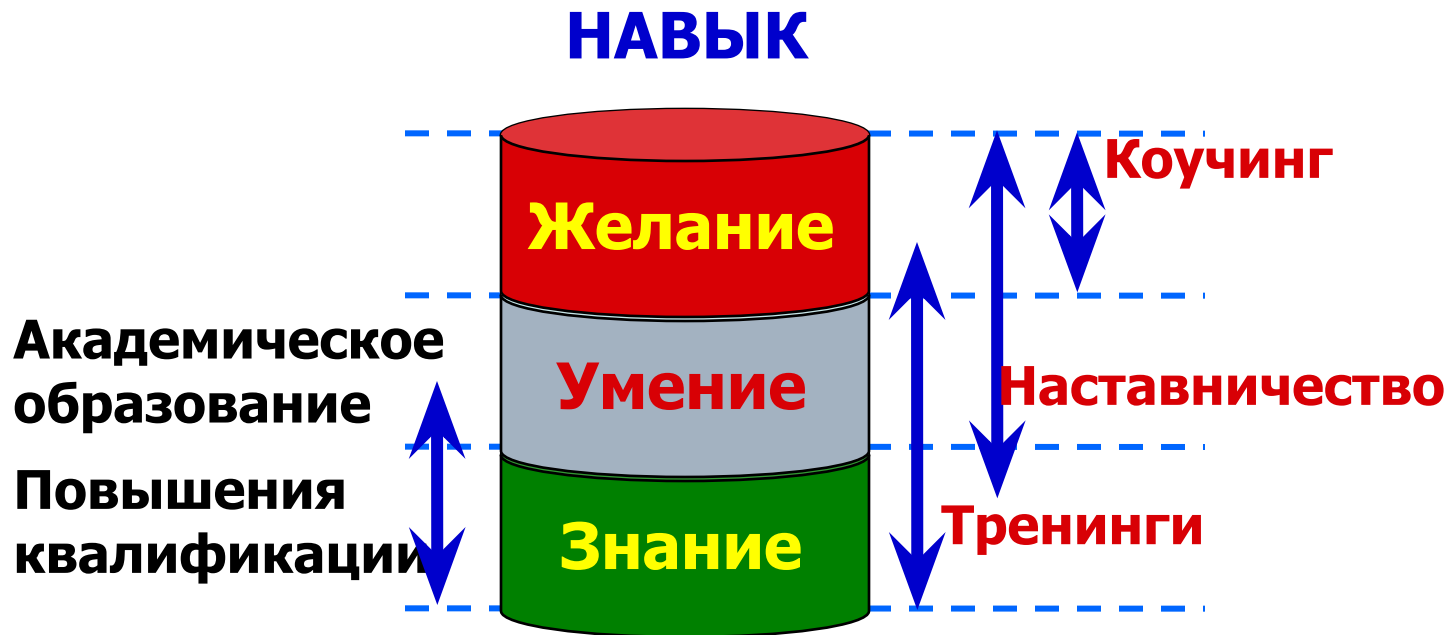 НАВЫК
Коучинг
Желание
Академическое
образование
Умение
Наставничество
Повышения
квалификации
Знание
Тренинги